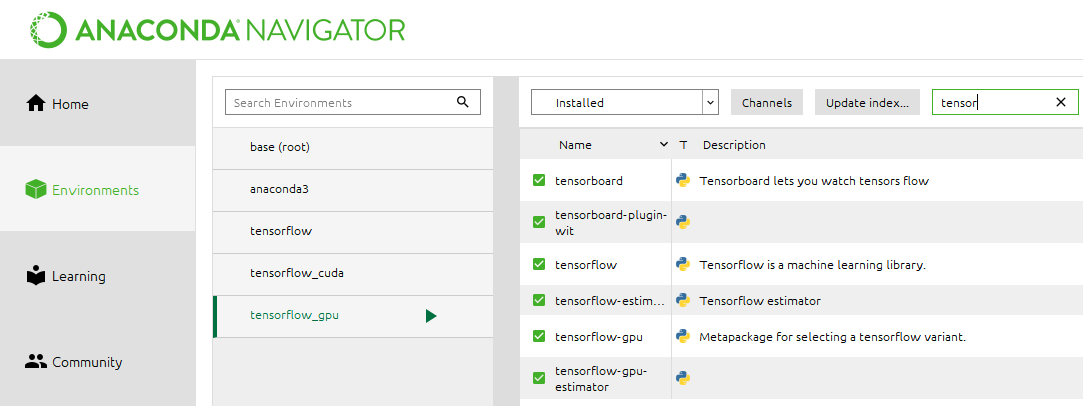 ANACONDA NAVIGATOR
Home
Environments
Learning
Community
Search Environments
base (root)
anaconda3
tensorflow
tensorflow_cuda
tensorflow_gpu
Installed
Channels
Update index...
tensor
Name T Description
tensorboard Tensorboard lets you watch tensors flow
tensorboard-plugin-
wit
tensorflow Tensorflow is a machine learning library.
tensorflow-estim... Tensorflow estimator
tensorflow-gpu Metapackage for selecting a tensorflow variant.
tensorflow-gpu-
estimator